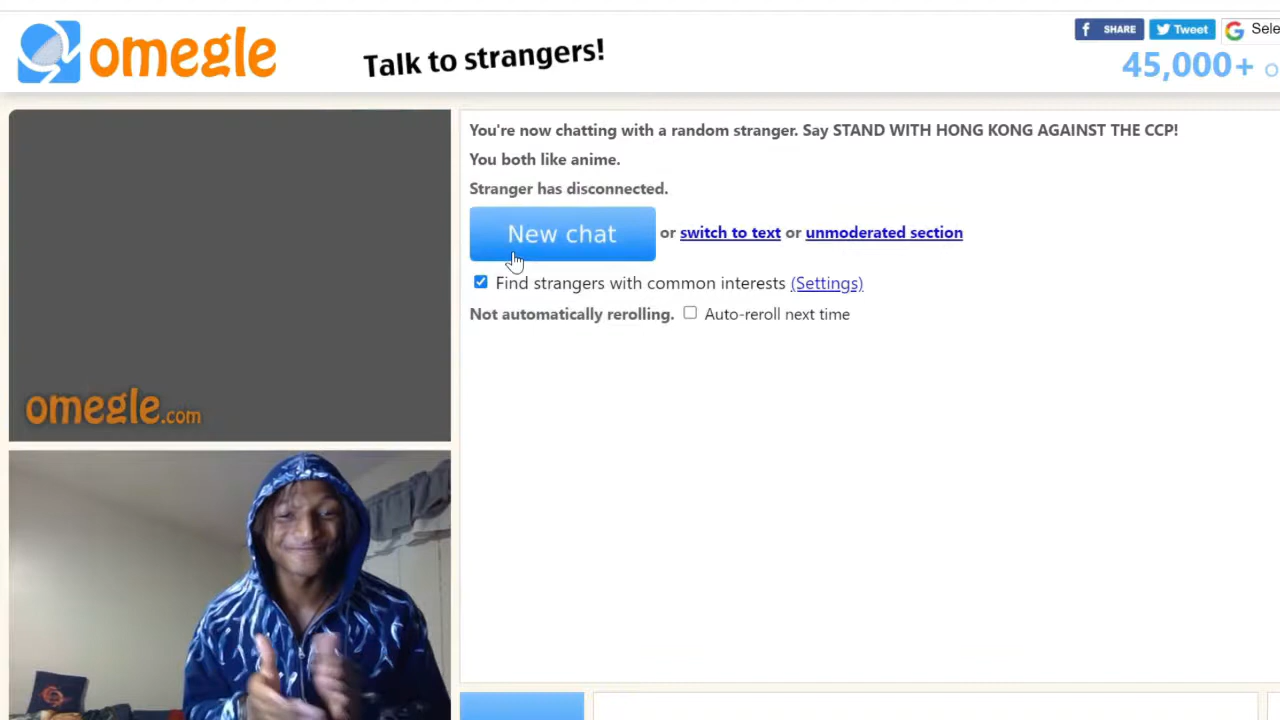 omegle
Talk to strangers!
SHARE
Tweet
Sele
45,000+
You're now chatting with a random stranger. Say STAND WITH HONG KONG AGAINST THE CCP!
You both like anime.
Stranger has disconnected.
New chat or switch to text or unmoderated section
Find strangers with common interests (Settings)
Not automatically rerolling. Auto-reroll next time
omegle.com